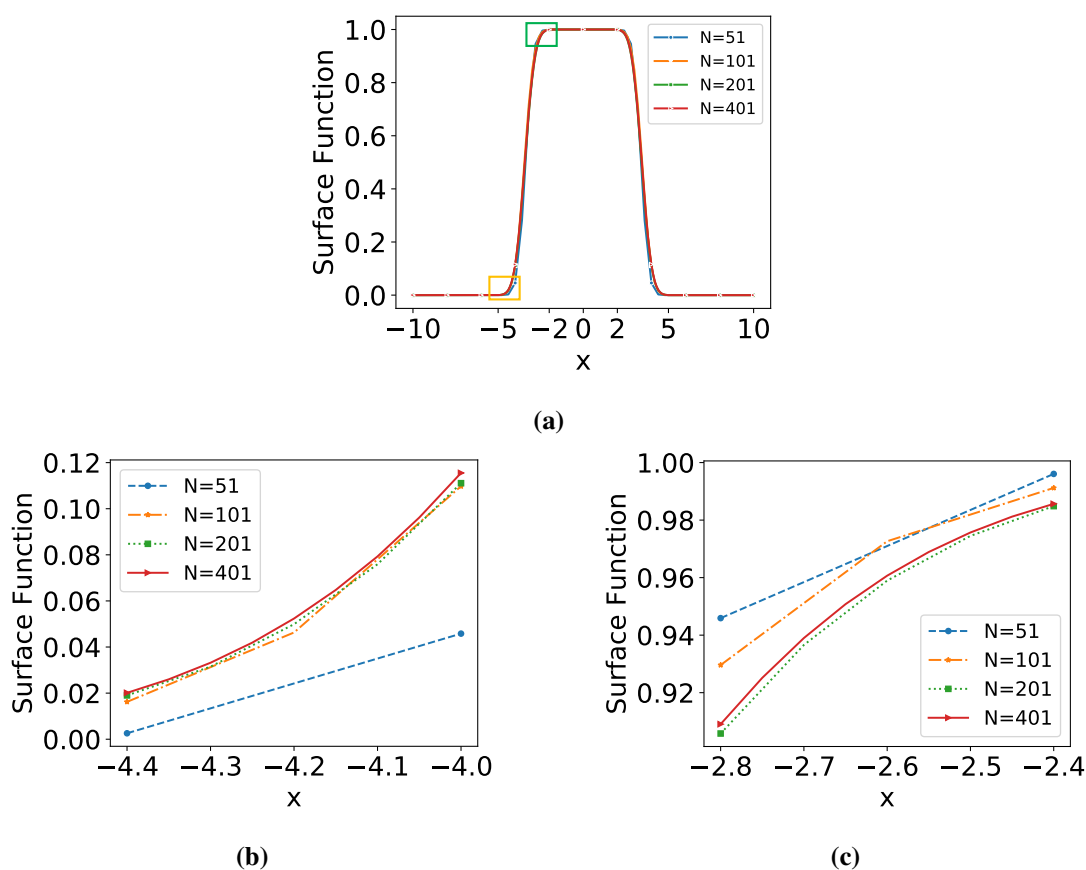 1.0
0.8
0.6
0.4
0.2
0.0
Surface Function
N=51
N=101
N=201
N=401
−10 −5 −2 0 2 5 10
x
(a)
0.12
0.10
0.08
0.06
0.04
0.02
0.00
Surface Function
N=51
N=101
N=201
N=401
−4.4 −4.3 −4.2 −4.1 −4.0
x
(b)
1.00
0.98
0.96
0.94
0.92
Surface Function
N=51
N=101
N=201
N=401
−2.8 −2.7 −2.6 −2.5 −2.4
x
(c)